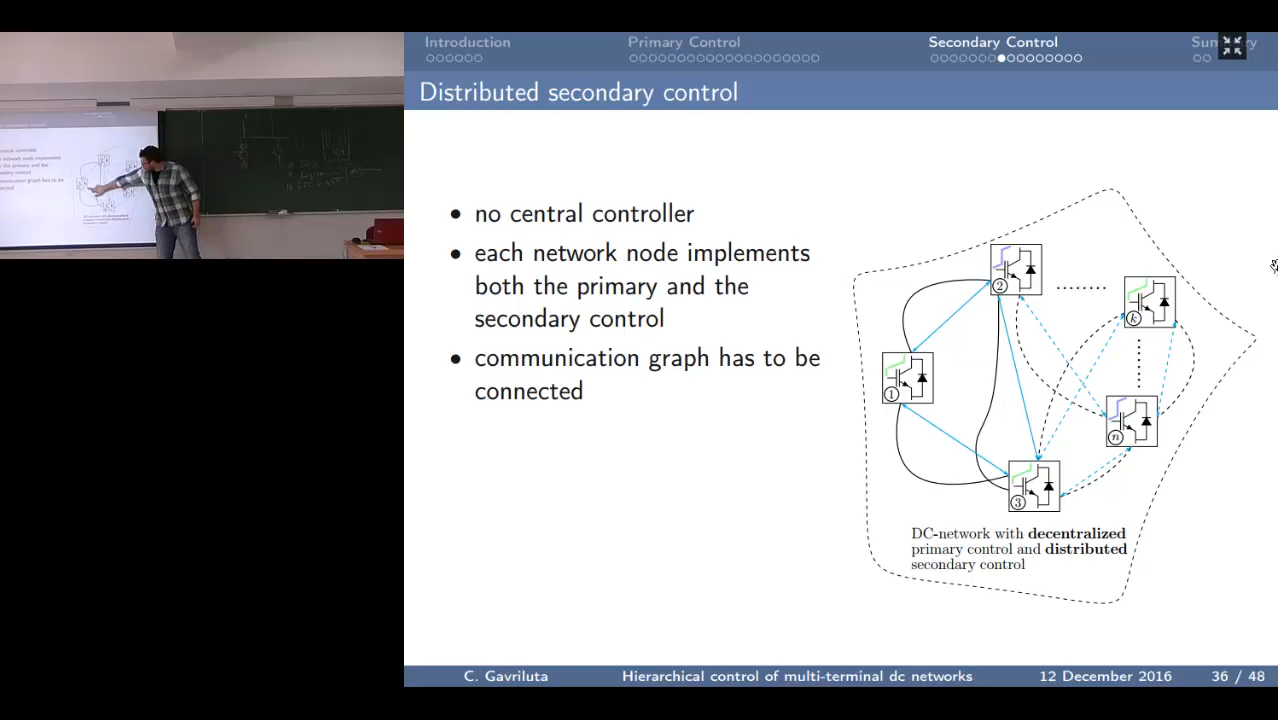 Introduction
Primary Control
Secondary Control
Distributed secondary control
• no central controller
• each network node implements
both the primary and the
secondary control
• communication graph has to be
connected
2
k
1
n
3
DC-network with decentralized
primary control and distributed
secondary control
C. Gavriluta
Hierarchical control of multi-terminal dc networks
12 December 2016
36 / 48